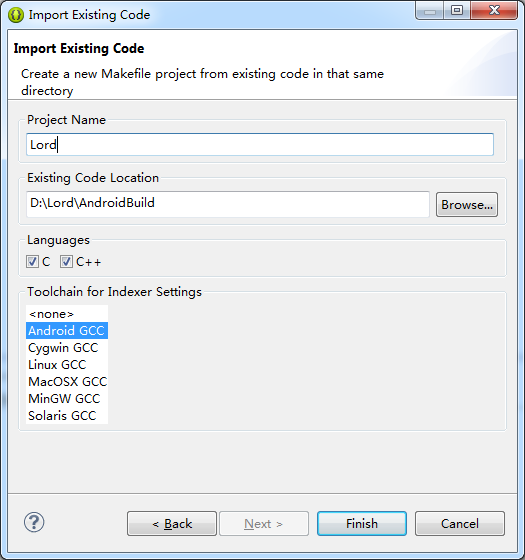 Import Existing Code
Import Existing Code
Create a new Makefile project from existing code in that same
directory
Project Name
Lord
Existing Code Location
D:\Lord\AndroidBuild
Browse...
Languages
C
C++
Toolchain for Indexer Settings
<none>
Android GCC
Cygwin GCC
Linux GCC
MacOSX GCC
MinGW GCC
Solaris GCC
?
< Back
Next >
Finish
Cancel